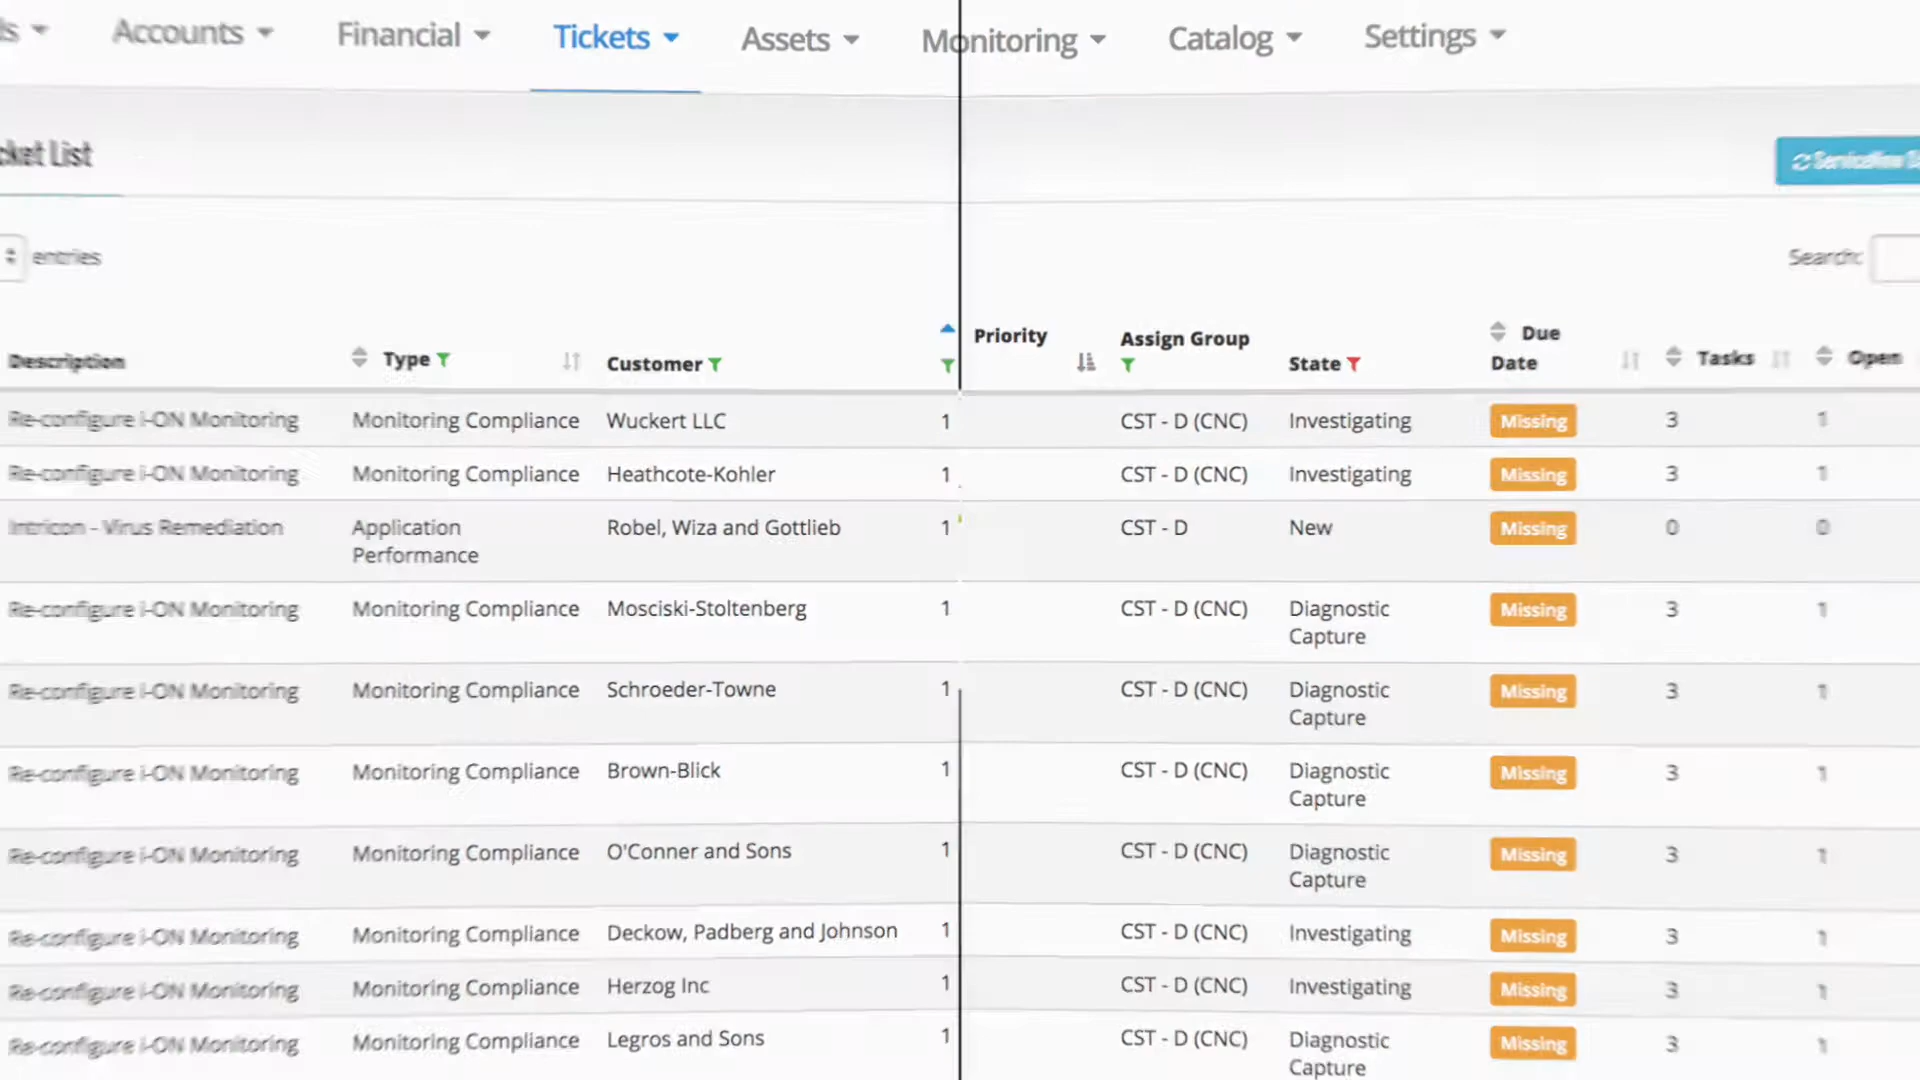 Accounts Financial Tickets Assets Monitoring Catalog Settings
List
entries Search:
Description Type Customer Priority Assign Group State Due Date Tasks Open
Re-configure i-ON Monitoring Monitoring Compliance Wuckert LLC 1 CST - D (CNC) Investigating Missing 3 1
Re-configure i-ON Monitoring Monitoring Compliance Heathcote-Kohler 1 CST - D (CNC) Investigating Missing 3 1
Intricon - Virus Remediation Application Performance Robel, Wiza and Gottlieb 1 CST - D New Missing 0 0
Re-configure i-ON Monitoring Monitoring Compliance Mosciski-Stoltenberg 1 CST - D (CNC) Diagnostic Capture Missing 3 1
Re-configure i-ON Monitoring Monitoring Compliance Schroeder-Towne 1 CST - D (CNC) Diagnostic Capture Missing 3 1
Re-configure i-ON Monitoring Monitoring Compliance Brown-Blick 1 CST - D (CNC) Diagnostic Capture Missing 3 1
Re-configure i-ON Monitoring Monitoring Compliance O'Conner and Sons 1 CST - D (CNC) Diagnostic Capture Missing 3 1
Re-configure i-ON Monitoring Monitoring Compliance Deckow, Padberg and Johnson 1 CST - D (CNC) Investigating Missing 3 1
Re-configure i-ON Monitoring Monitoring Compliance Herzog Inc 1 CST - D (CNC) Investigating Missing 3 1
Re-configure i-ON Monitoring Monitoring Compliance Legros and Sons 1 CST - D (CNC) Diagnostic Capture Missing 3 1